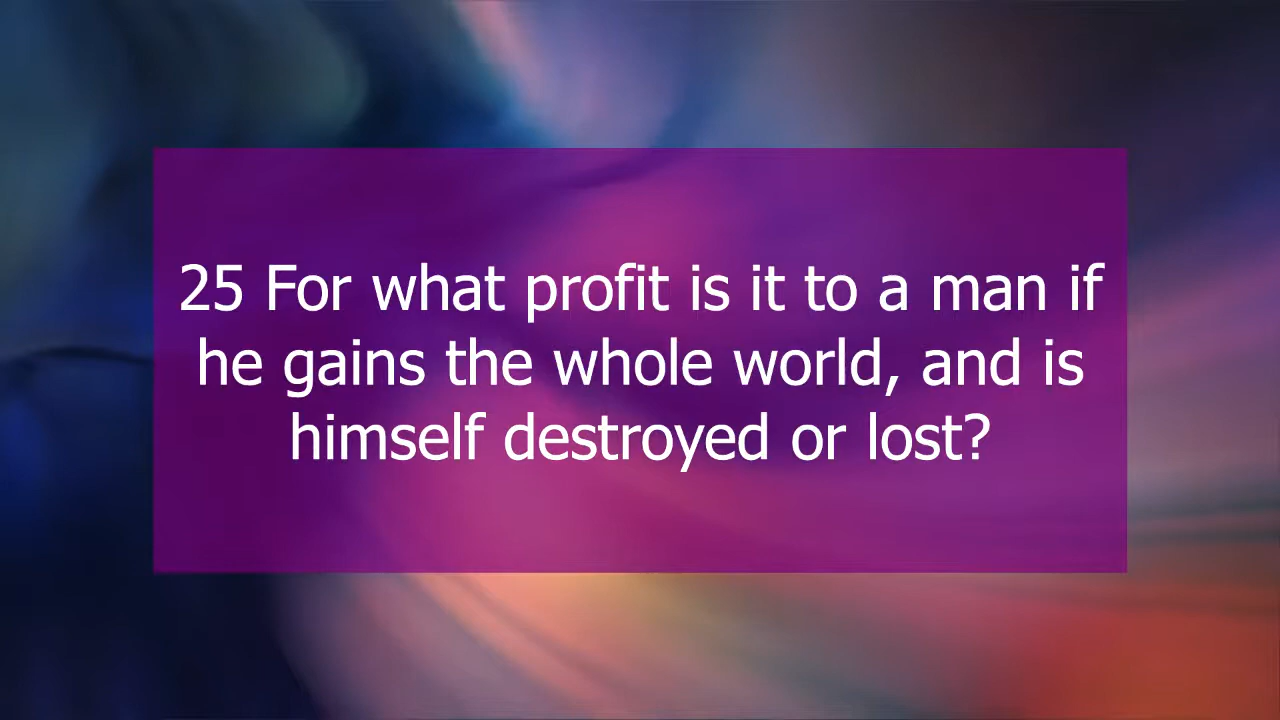 25 For what profit is it to a man if
he gains the whole world, and is
himself destroyed or lost?